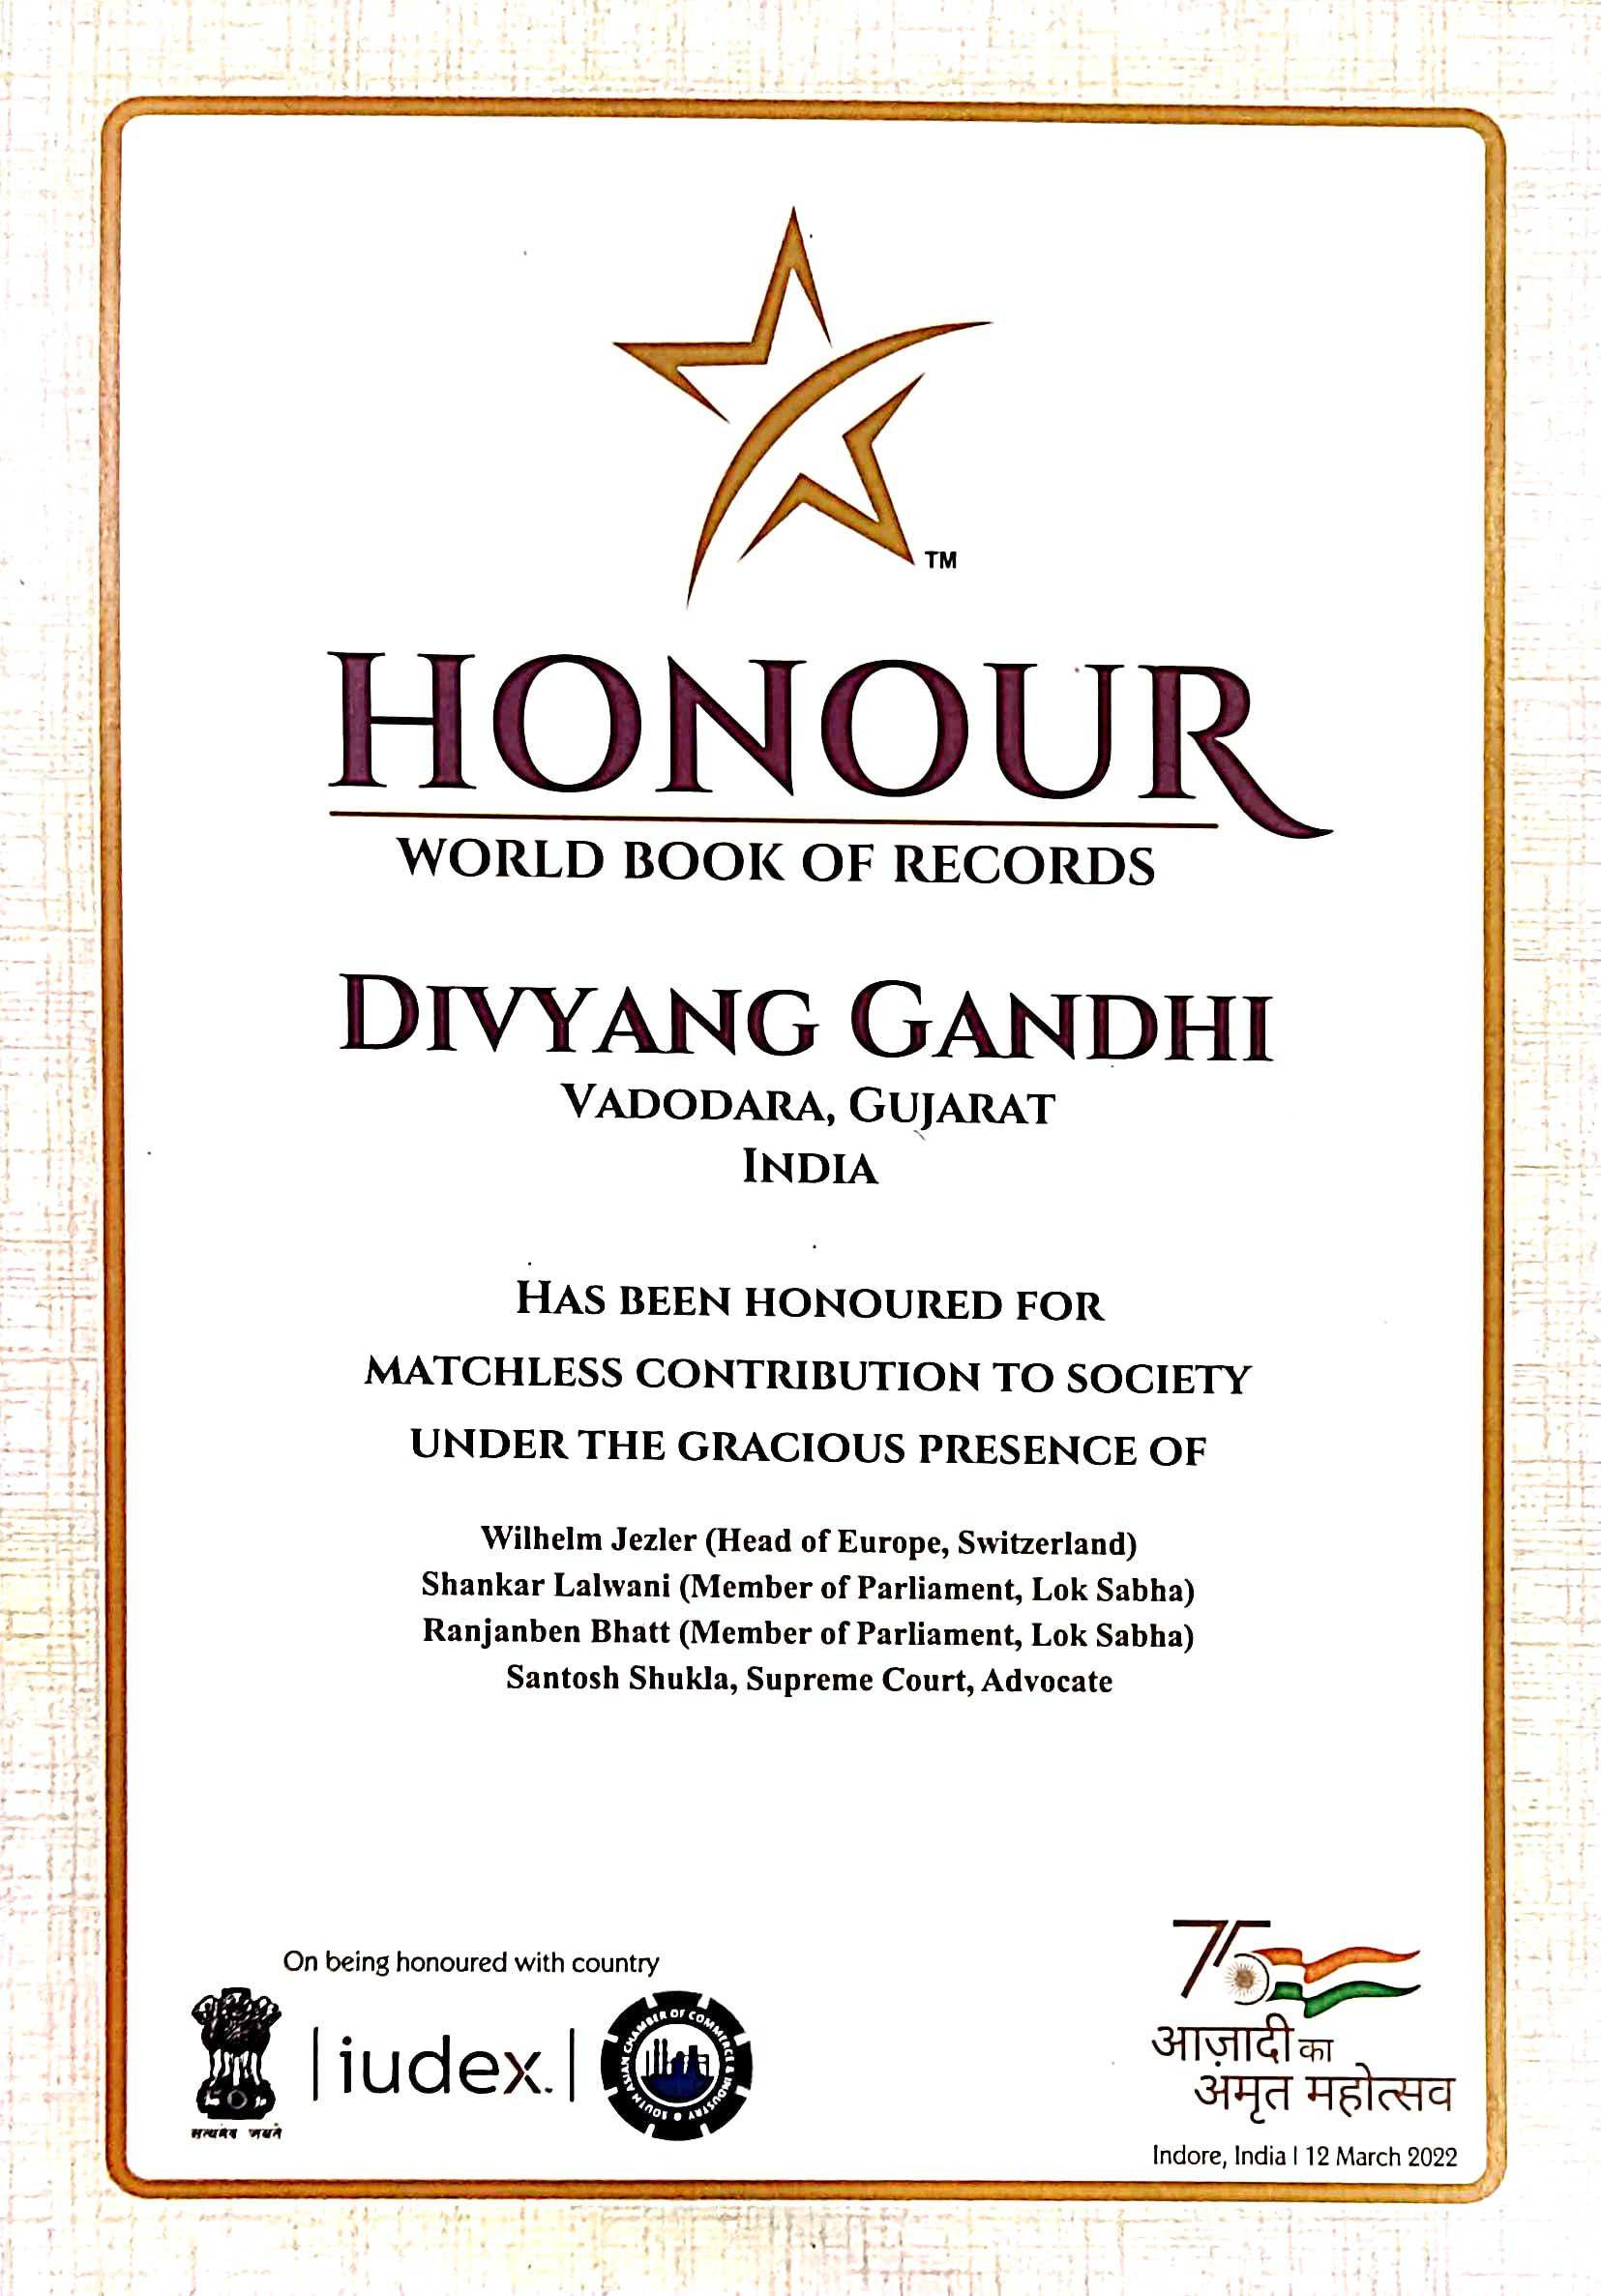 TM
HONOUR
WORLD BOOK OF RECORDS
DIVYANG GANDHI
VADODARA, GUJARAT
INDIA
HAS BEEN HONOURED FOR
MATCHLESS CONTRIBUTION TO SOCIETY
UNDER THE GRACIOUS PRESENCE OF
Wilhelm Jezler (Head of Europe, Switzerland)
Shankar Lalwani (Member of Parliament, Lok Sabha)
Ranjanben Bhatt (Member of Parliament, Lok Sabha)
Santosh Shukla, Supreme Court, Advocate
On being honoured with country
सत्यमेव जयते
iudex.
SOUTH ASIAN CHAMBER OF COMMERCE & INDUSTRY
75
आज़ादी का
अमृत महोत्सव
Indore, India | 12 March 2022